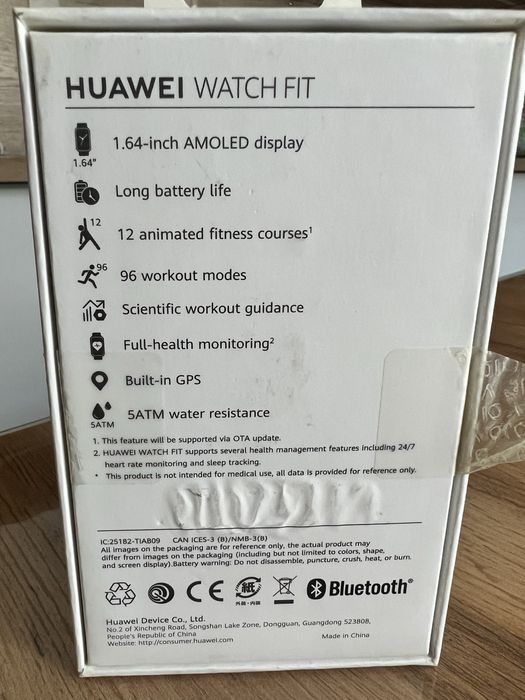 HUAWEI WATCH FIT
1.64"
1.64-inch AMOLED display
Long battery life
12
12 animated fitness courses¹
96
96 workout modes
Scientific workout guidance
Full-health monitoring²
Built-in GPS
5ATM
5ATM water resistance
1. This feature will be supported via OTA update.
2. HUAWEI WATCH FIT supports several health management features including 24/7
heart rate monitoring and sleep tracking.
* This product is not intended for medical use, all data is provided for reference only.
IC:25182-TIAB09 CAN ICES-3 (B)/NMB-3(B)
All images on the packaging are for reference only, the actual product may
differ from images on the packaging (including but not limited to colors, shape,
and screen display).Battery warning: Do not disassemble, puncture, crush, heat, or burn.
CE
紙
外箱・内装
Bluetooth®
Huawei Device Co., Ltd.
No.2 of Xincheng Road, Songshan Lake Zone, Dongguan, Guangdong 523808,
People's Republic of China
Website: http://consumer.huawei.com
Made in China